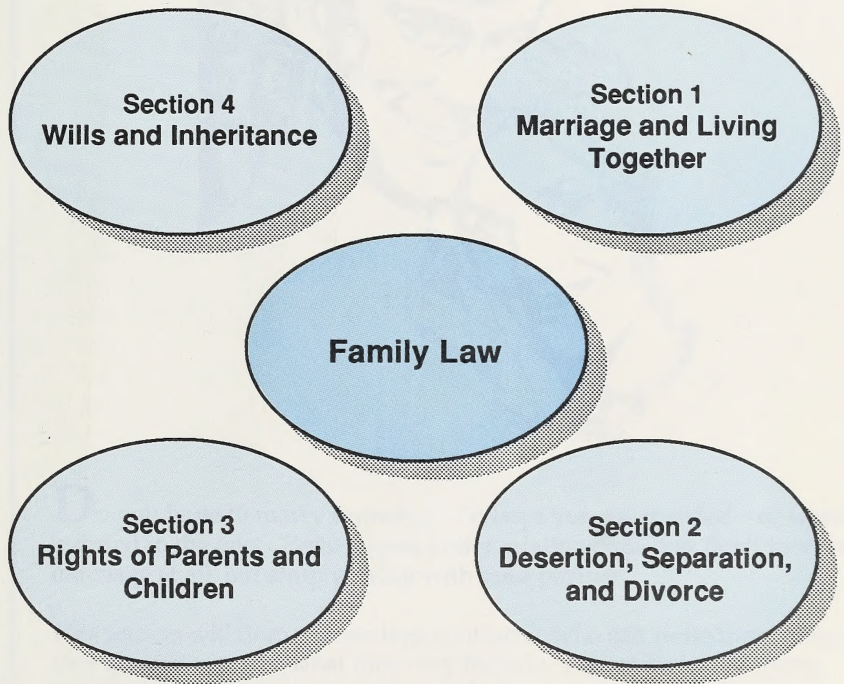 Section 4
Wills and Inheritance
Section 1
Marriage and Living
Together
Family Law
Section 3
Rights of Parents and
Children
Section 2
Desertion, Separation,
and Divorce